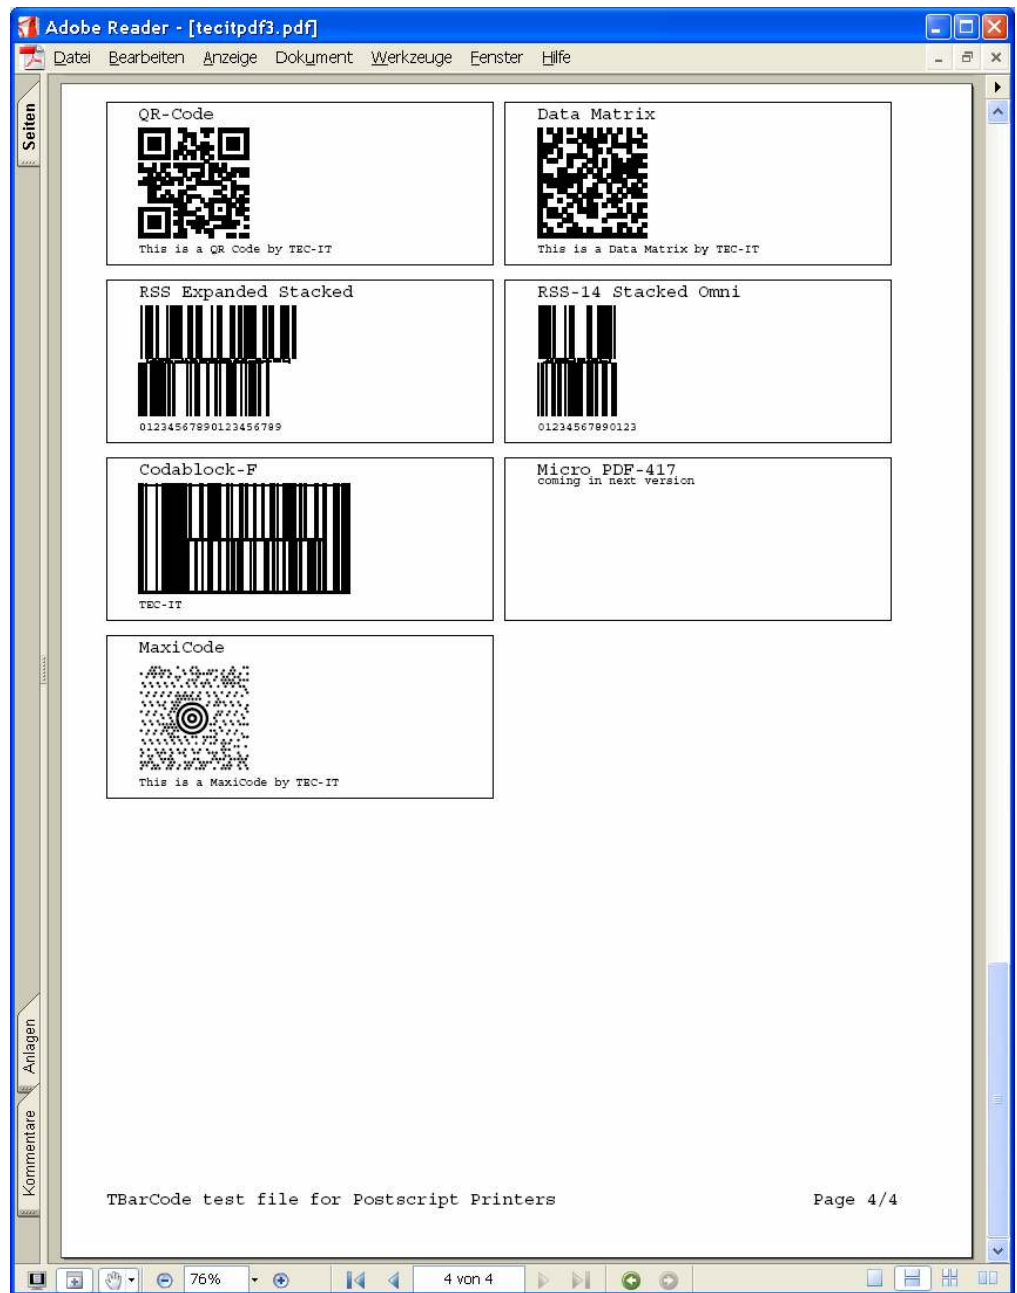 Adobe Reader - [tecitpdf3.pdf]
Datei Bearbeiten Anzeige Dokument Werkzeuge Fenster Hilfe
Seiten
QR-Code
This is a QR Code by TEC-IT
Data Matrix
This is a Data Matrix by TEC-IT
RSS Expanded Stacked
01234567890123456789
RSS-14 Stacked Omni
01234567890123
Codablock-F
TEC-IT
Micro PDF-417
coming in next version
MaxiCode
This is a MaxiCode by TEC-IT
Anlagen
Kommentare
TBarCode test file for Postscript Printers Page 4/4
76% 4 von 4